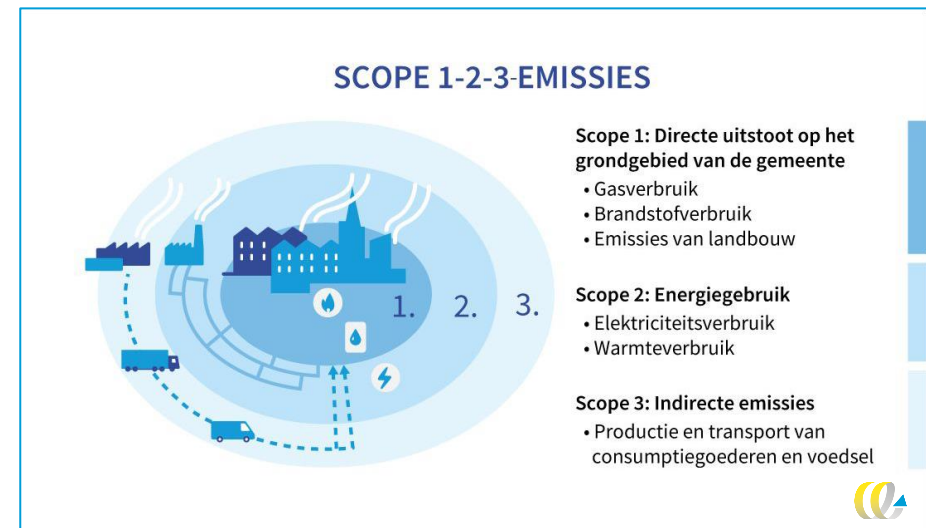 SCOPE 1-2-3-EMISSIES
Scope 1: Directe uitstoot op het
grondgebied van de gemeente
• Gasverbruik
• Brandstofverbruik
• Emissies van landbouw
1. 2. 3.
Scope 2: Energiegebruik
• Elektriciteitsverbruik
• Warmteverbruik
Scope 3: Indirecte emissies
• Productie en transport van
consumptiegoederen en voedsel